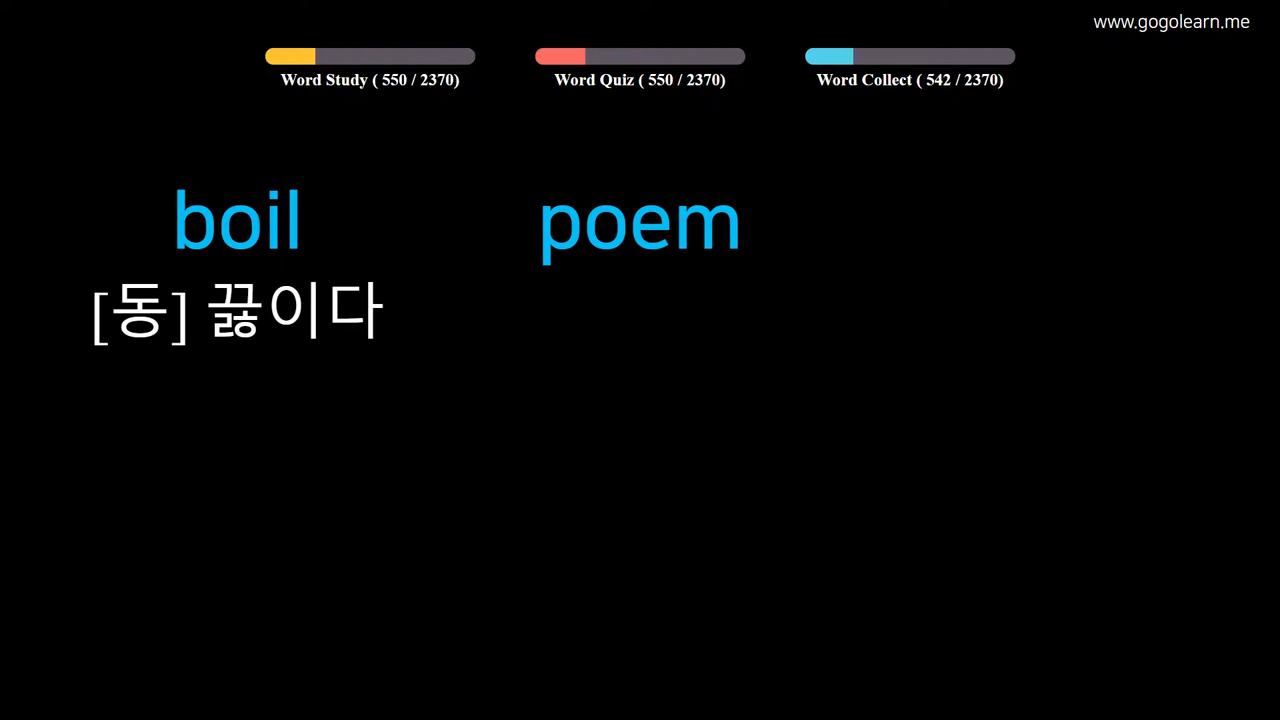 www.gogolearn.me
Word Study ( 550 / 2370)
Word Quiz ( 550 / 2370)
Word Collect ( 542 / 2370)
boil
poem
[동] 끓이다